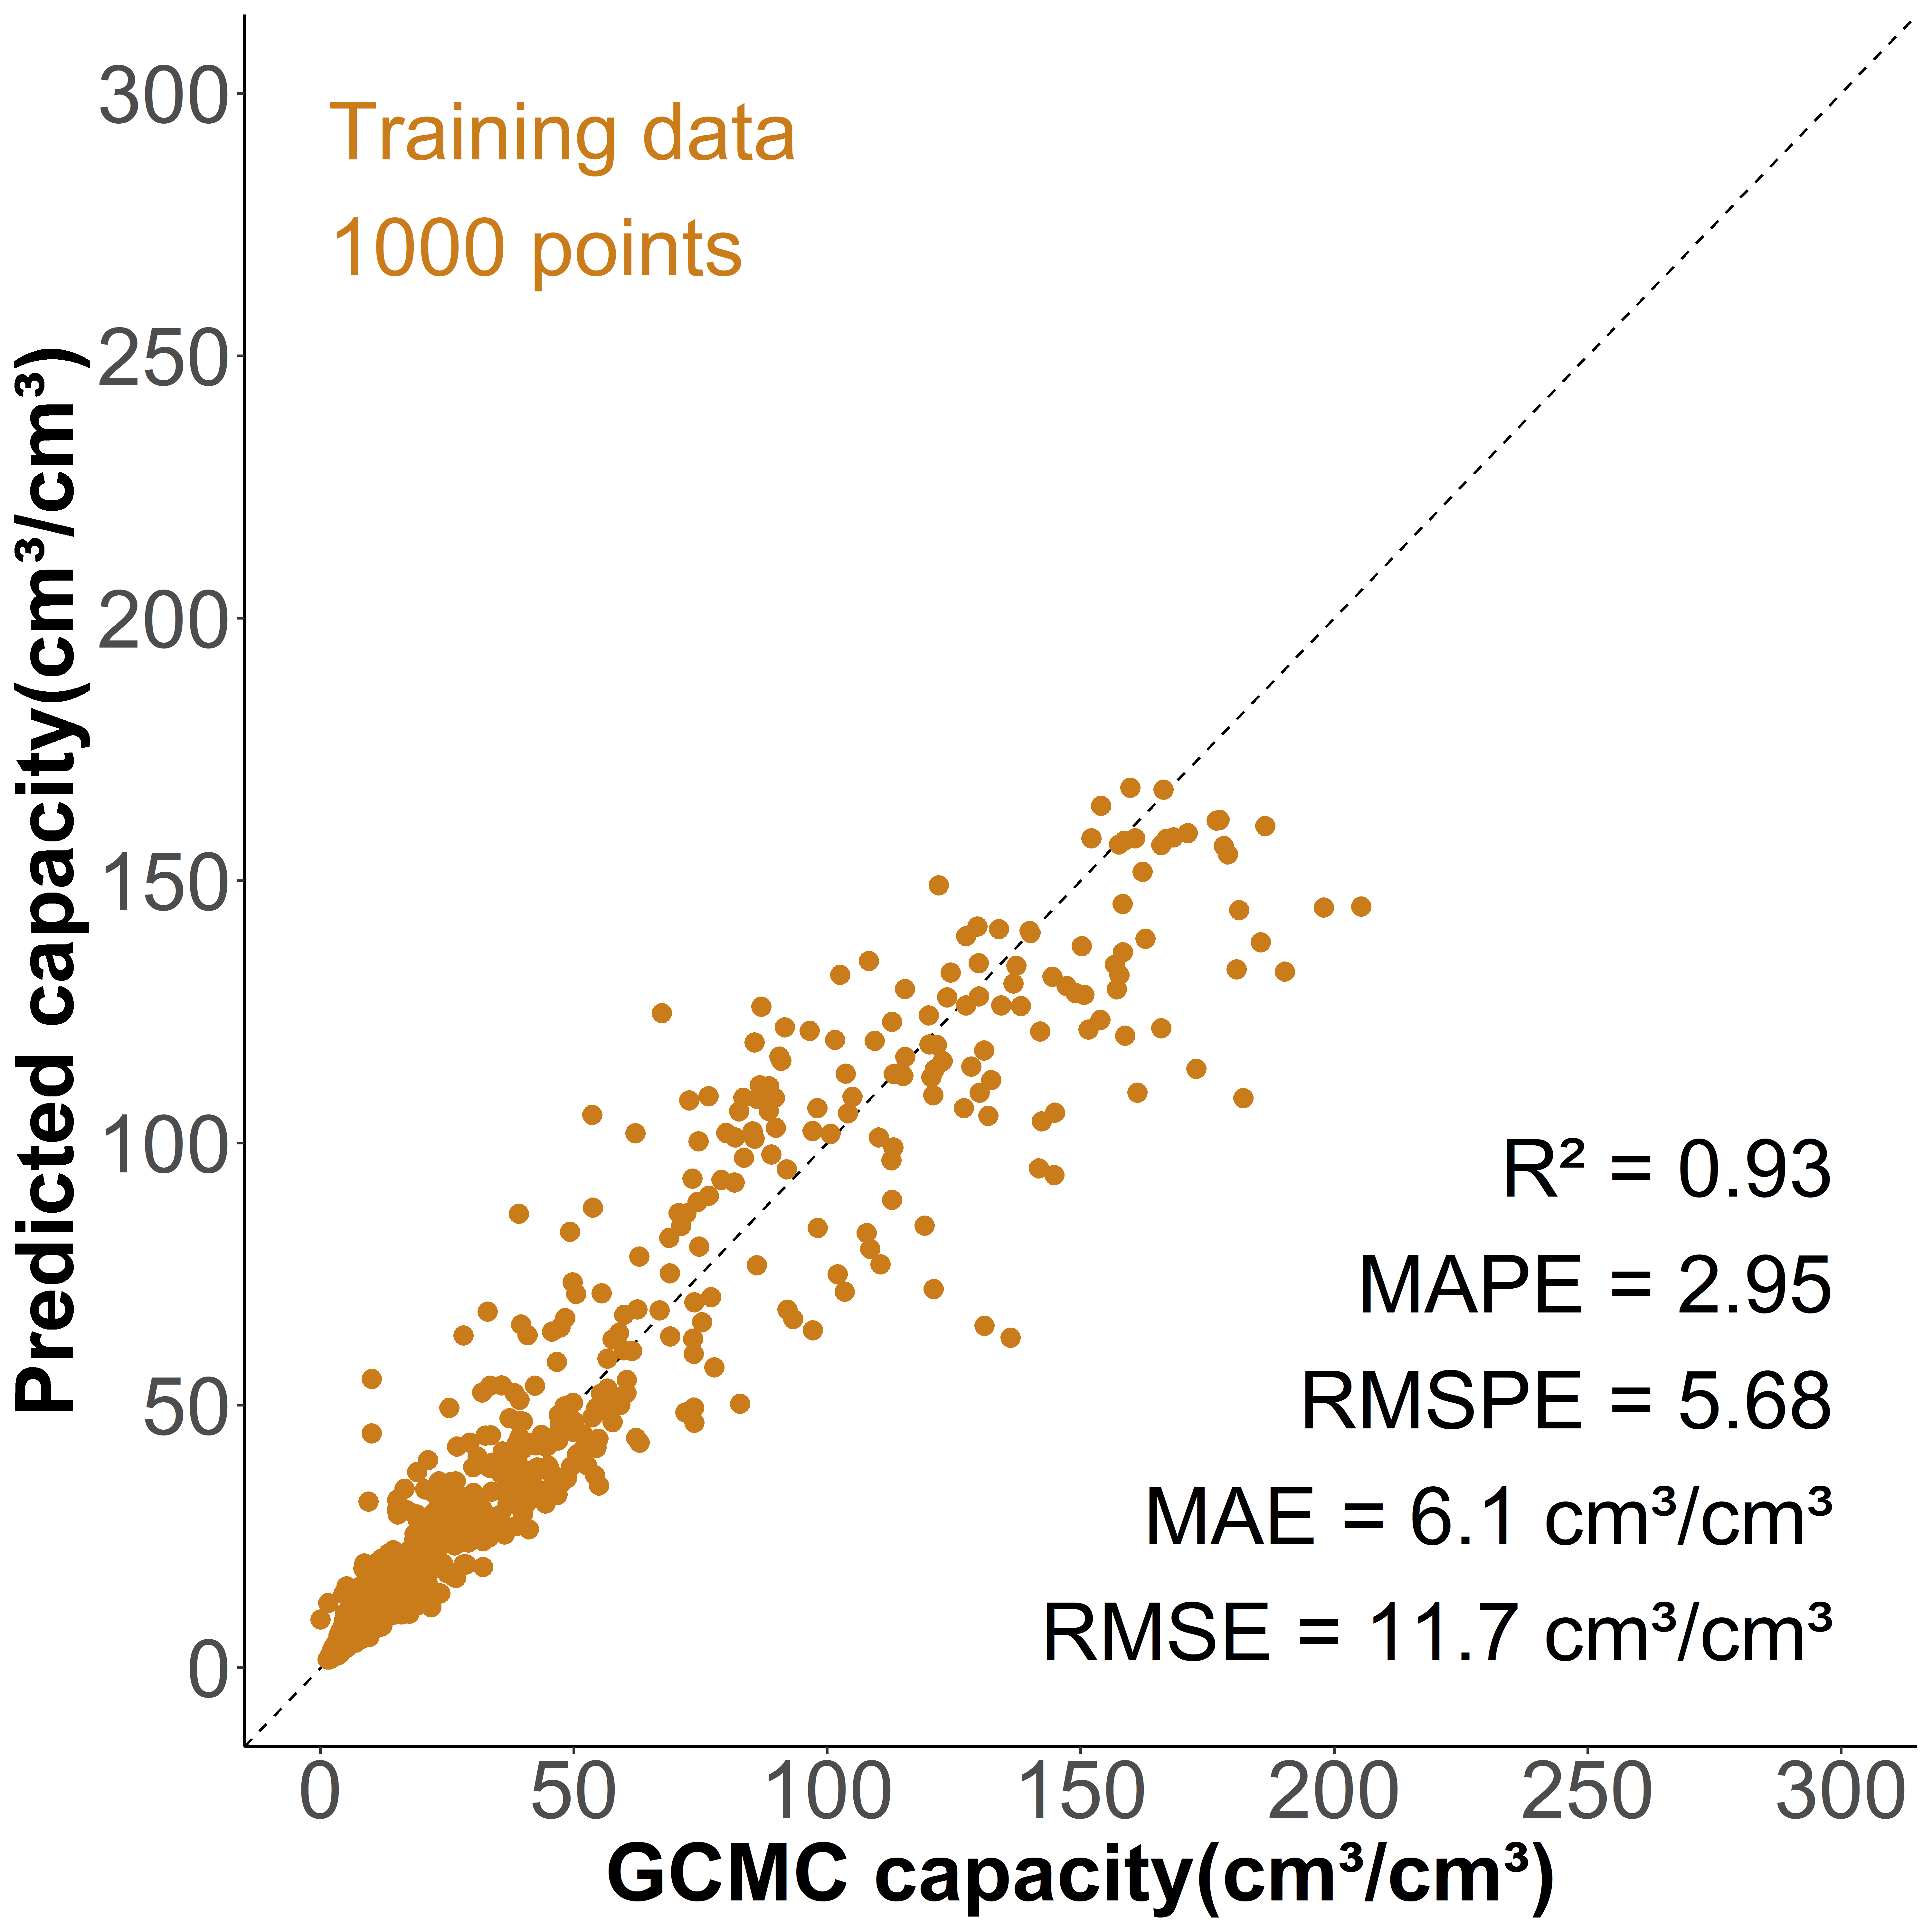 Training data
1000 points
300
250
200
150
100
50
0
Predicted capacity(cm³/cm³)
R² = 0.93
MAPE = 2.95
RMSPE = 5.68
MAE = 6.1 cm³/cm³
RMSE = 11.7 cm³/cm³
0 50 100 150 200 250 300
GCMC capacity(cm³/cm³)